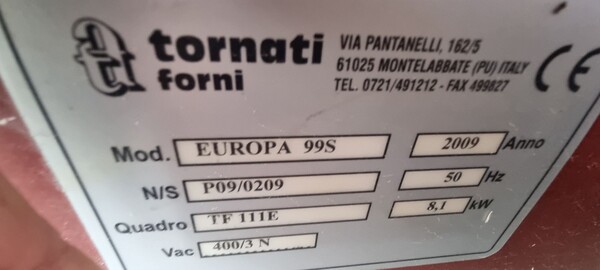 tornati
forni
VIA PANTANELLI, 162/5
61025 MONTELABBATE (PU) ITALY
TEL. 0721/491212 - FAX 499827
CE
Mod. EUROPA 99S 2009 Anno
N/S P09/0209 50 Hz
Quadro TF 111E 8,1 kW
Vac 400/3 N